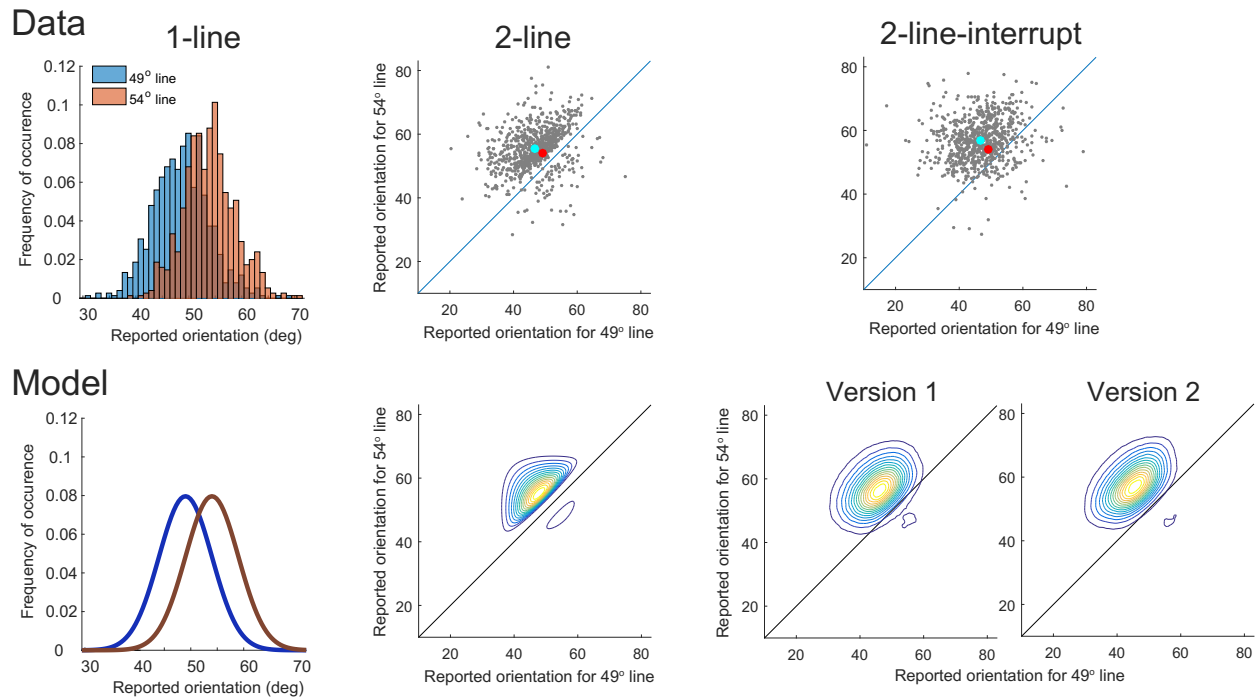 Data
1-line
2-line
2-line-interrupt
0.12
0.1
0.08
0.06
0.04
0.02
0
Frequency of occurence
49° line
54° line
30 40 50 60 70
Reported orientation (deg)
80
60
40
20
Reported orientation for 54° line
20 40 60 80
Reported orientation for 49° line
80
60
40
20
20 40 60 80
Reported orientation for 49° line
Model
Version 1
Version 2
0.12
0.1
0.08
0.06
0.04
0.02
0
Frequency of occurence
30 40 50 60 70
Reported orientation (deg)
80
60
40
20
Reported orientation for 54° line
20 40 60 80
Reported orientation for 49° line
80
60
40
20
Reported orientation for 54° line
20 40 60 80
80
60
40
20
20 40 60 80
Reported orientation for 49° line